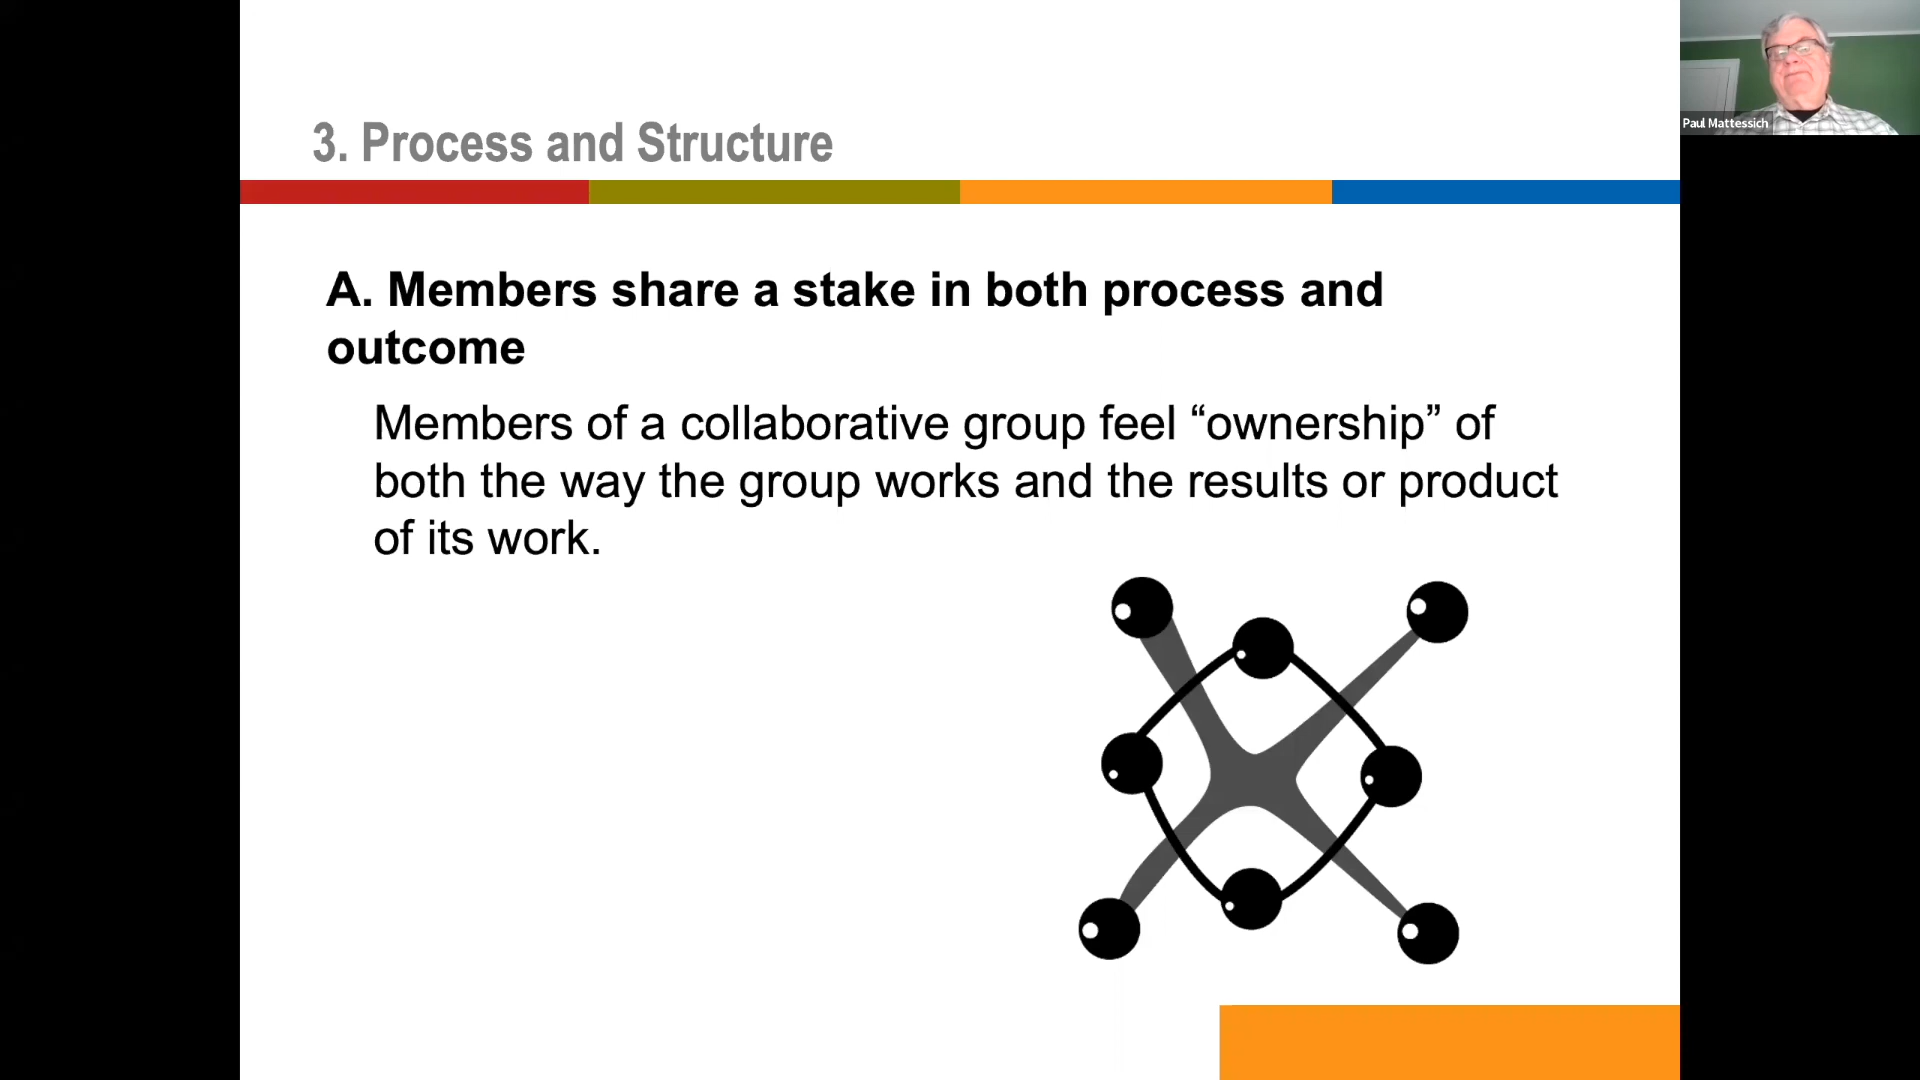 Paul Mattessich
3. Process and Structure
A. Members share a stake in both process and
outcome
Members of a collaborative group feel “ownership” of
both the way the group works and the results or product
of its work.